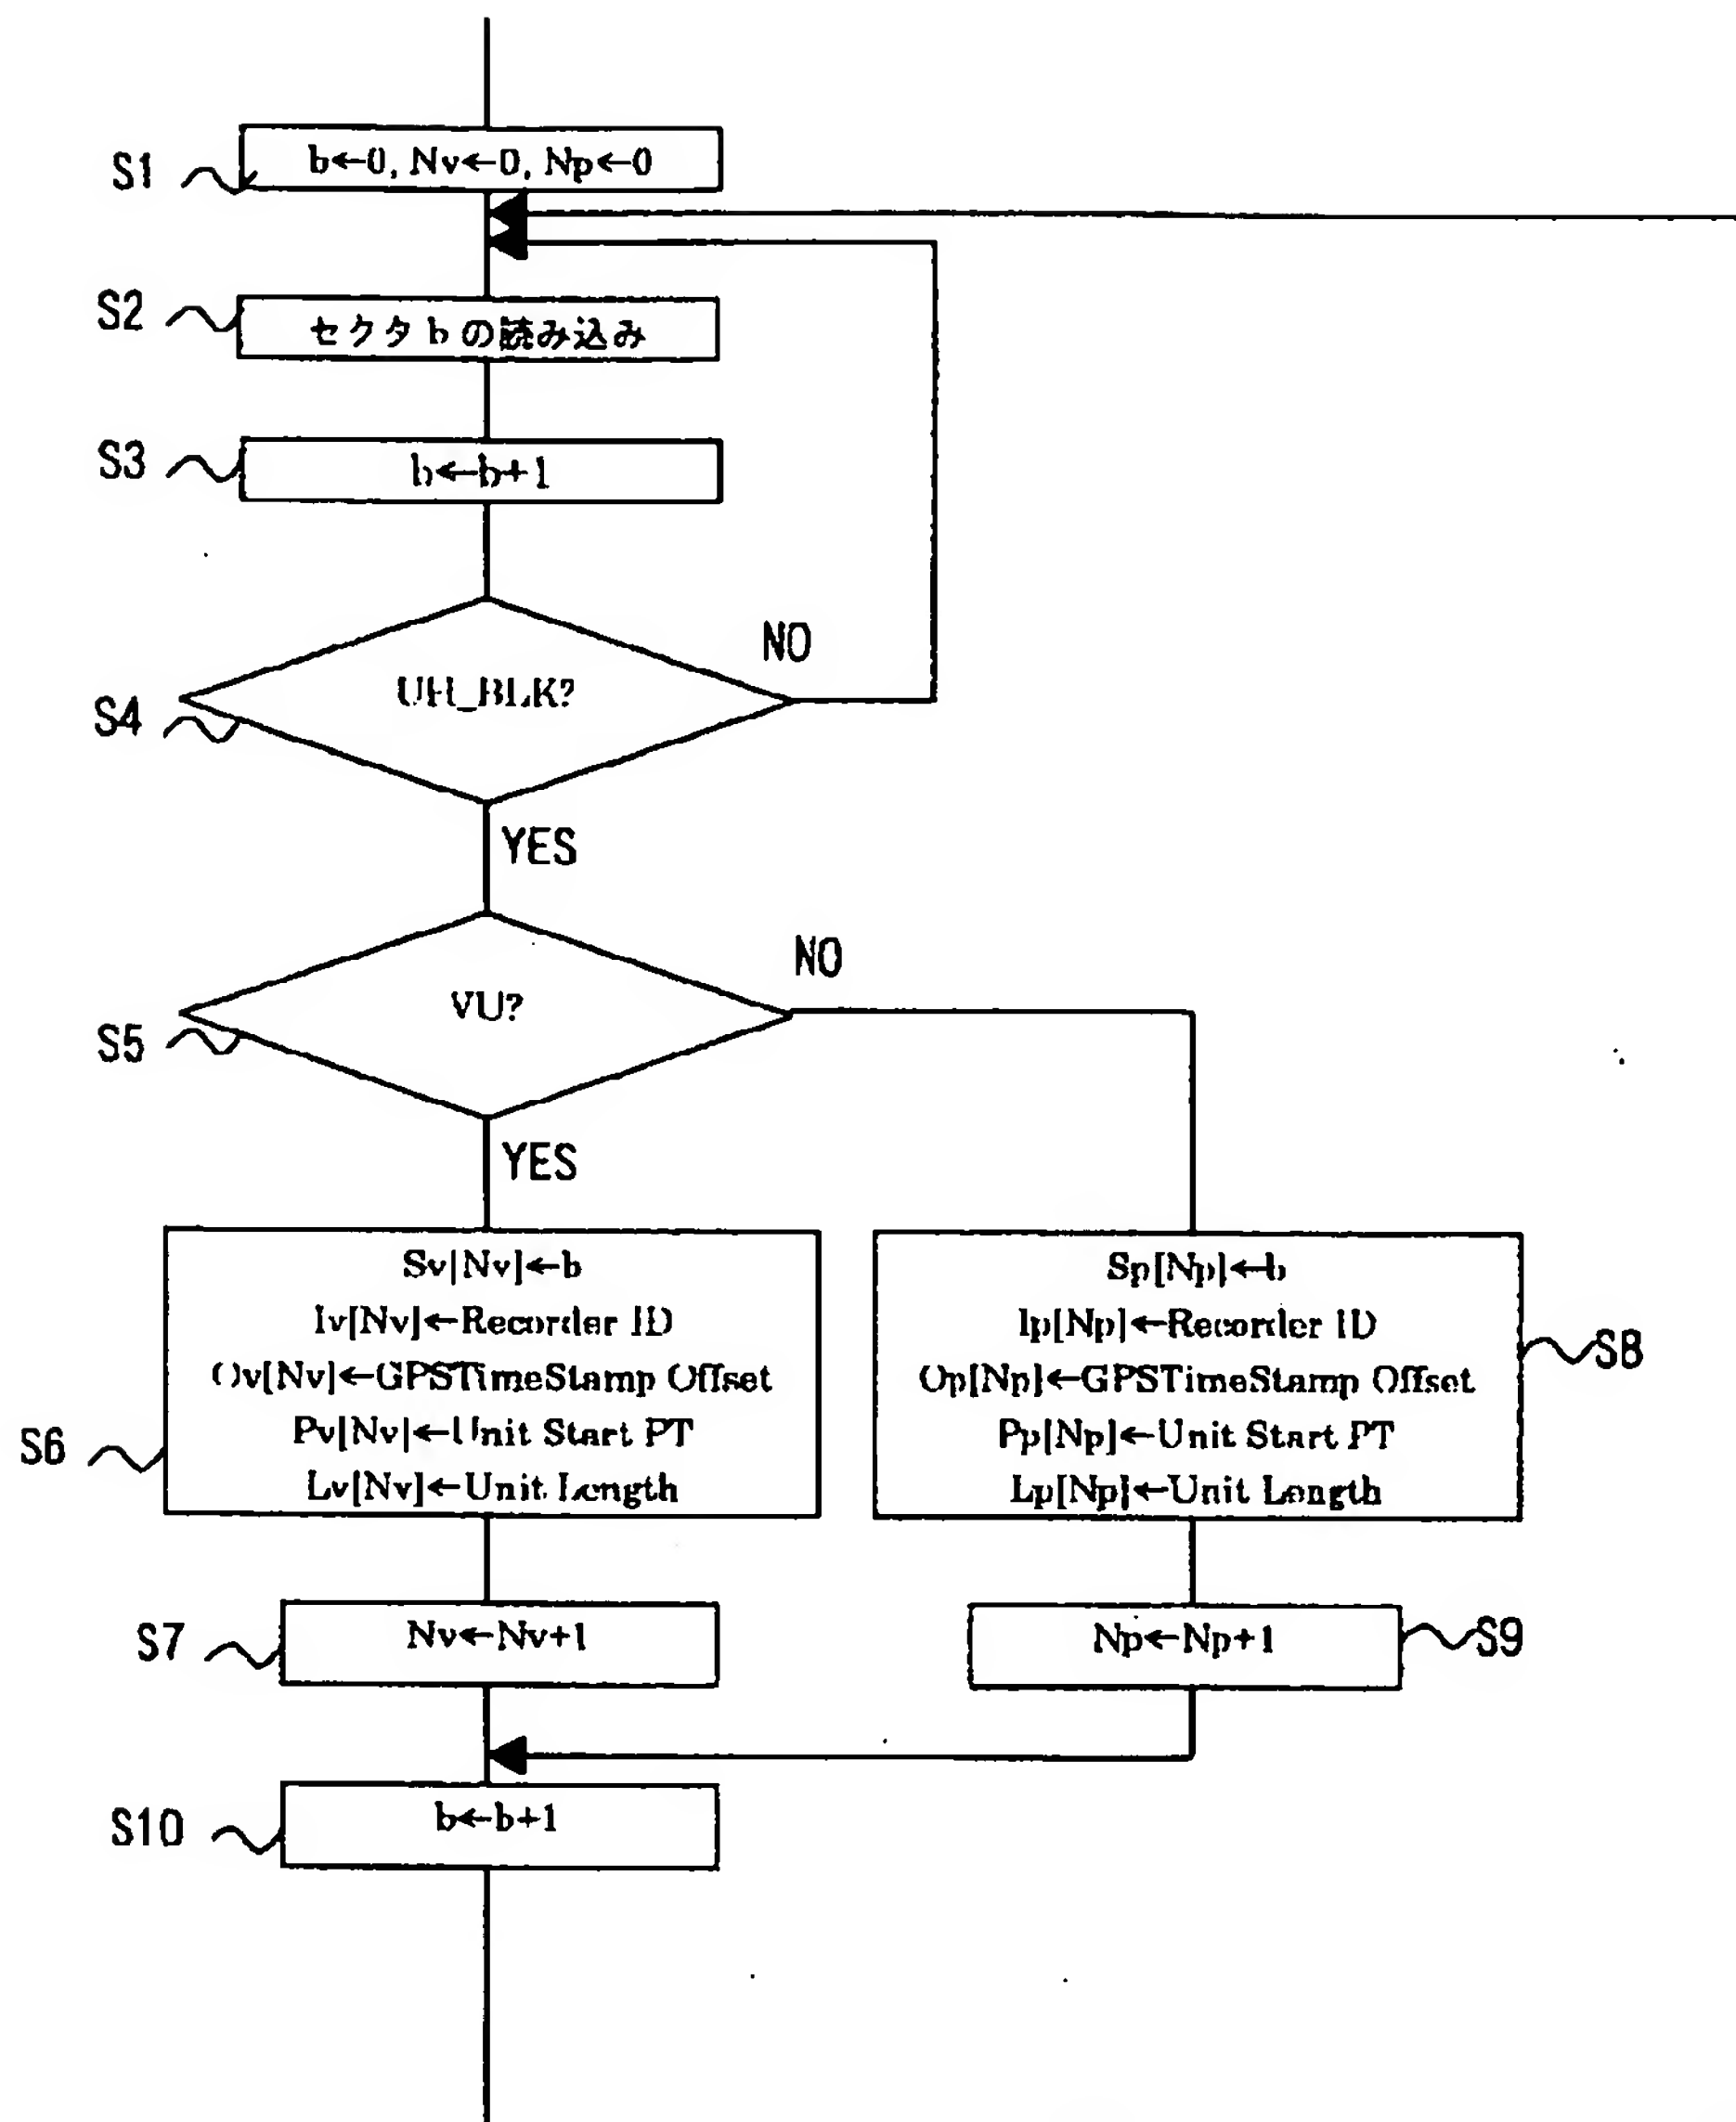 S1
b←0, Nv←0, Np←0
S2
セクタ b の読み込み
S3
b←b+1
S4
UH_BLK?
NO
YES
S5
VU?
NO
YES
S6
Sv[Nv]←b
Iv[Nv]←Recorder ID
Ov[Nv]←GPSTimeStamp Offset
Pv[Nv]←Unit Start PT
Lv[Nv]←Unit Length
Sp[Np]←b
Ip[Np]←Recorder ID
Op[Np]←GPSTimeStamp Offset
Pp[Np]←Unit Start PT
Lp[Np]←Unit Length
S8
S7
Nv←Nv+1
Np←Np+1
S9
S10
b←b+1